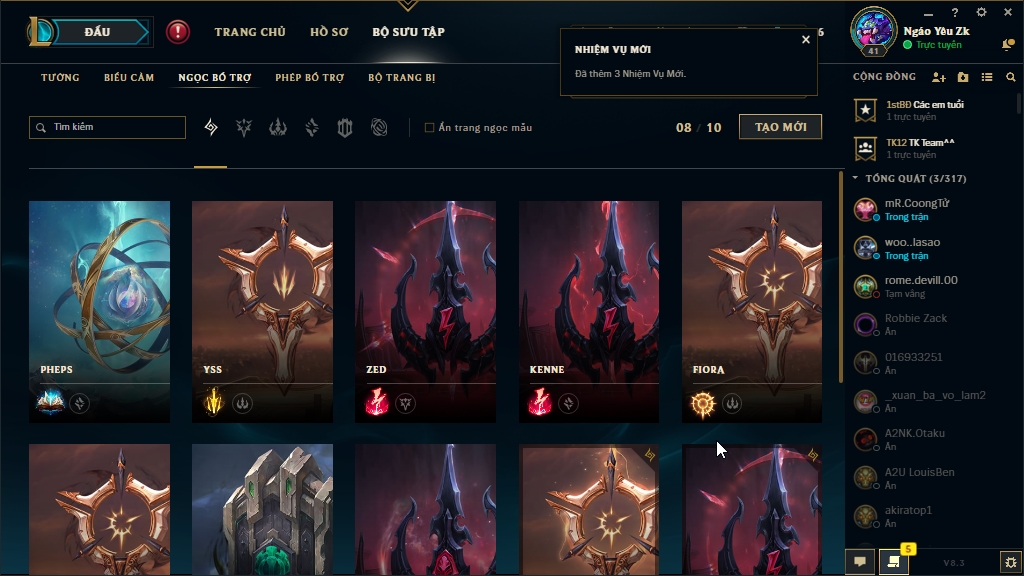 ĐẤU
TRANG CHỦ
HỒ SƠ
BỘ SƯU TẬP
6
NHIỆM VỤ MỚI
Đã thêm 3 Nhiệm Vụ Mới.
Ngáo Yêu Zk
Trực tuyến
41
TƯỚNG
BIỂU CẢM
NGỌC BỔ TRỢ
PHÉP BỔ TRỢ
BỘ TRANG BỊ
CỘNG ĐỒNG
Tìm kiếm
Ẩn trang ngọc mẫu
08 / 10
TẠO MỚI
1stBĐ Các em tuổi
1 trực tuyến
TK12 TK Team^^
1 trực tuyến
TỔNG QUÁT (3/317)
mR.CoongTử
Trong trận
woo..lasao
Trong trận
rome.devill.00
Tạm vắng
Robbie Zack
Ẩn
016933251
Ẩn
_xuan_ba_vo_lam2
Ẩn
A2NK.Otaku
Ẩn
A2U LouisBen
Ẩn
akiratop1
Ẩn
PHEPS
YSS
ZED
KENNE
FIORA
5
V8.3